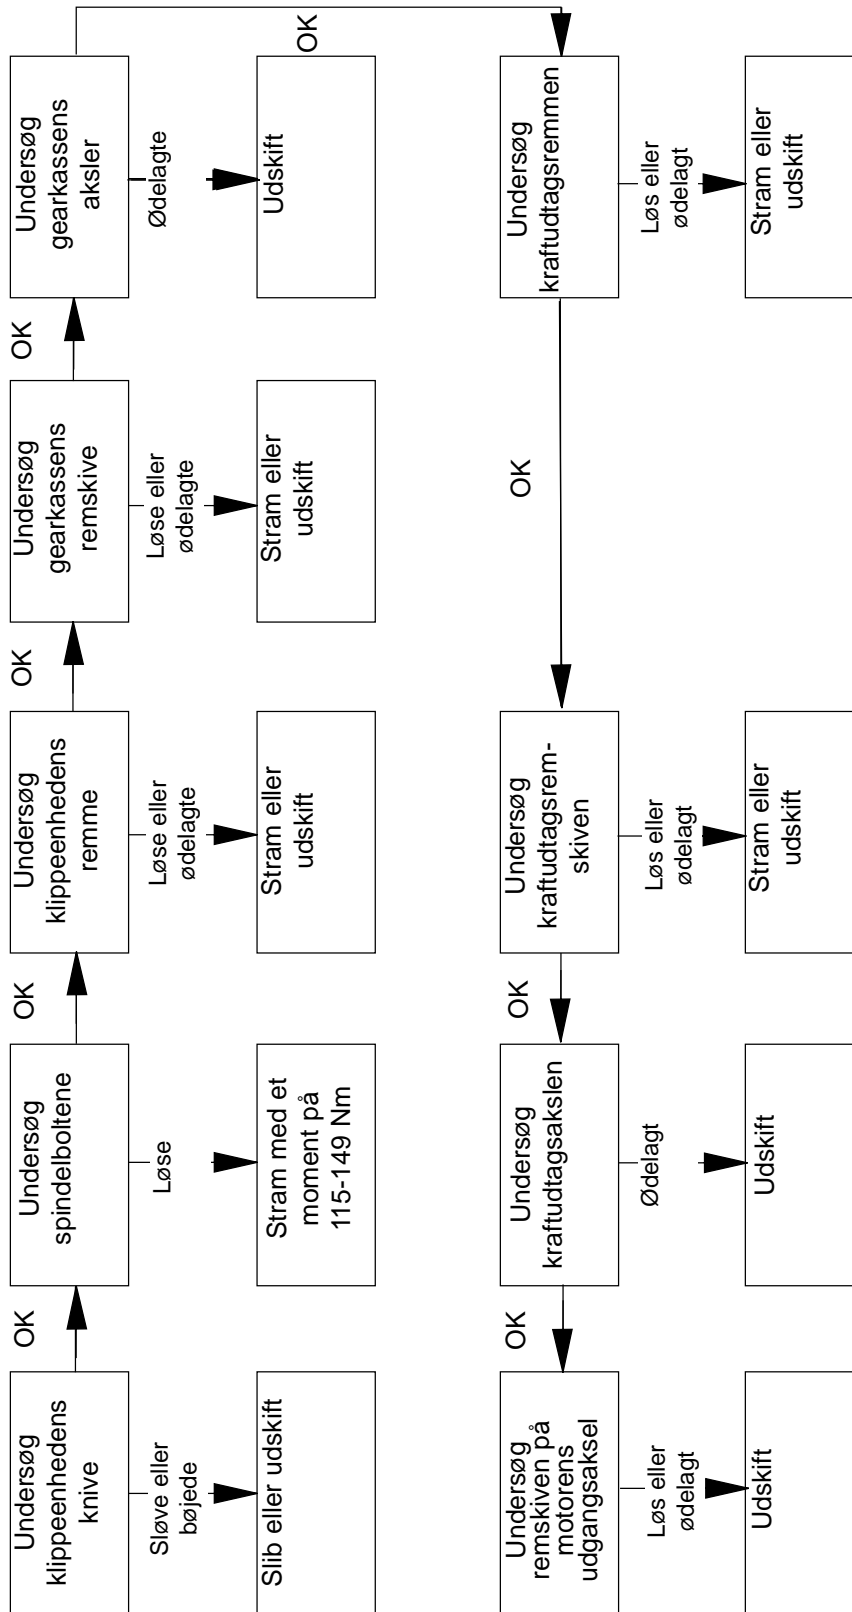 Undersøg
klippeenhedens
knive
OK
Undersøg
spindelboltene
OK
Undersøg
klippeenhedens
remme
OK
Undersøg
gearkassens
remskive
OK
Undersøg
gearkassens
aksler
OK
Sløve eller
bøjede
Løse
Løse eller
ødelagte
Løse eller
ødelagte
Ødelagte
Slib eller udskift
Stram med et
moment på
115-149 Nm
Stram eller
udskift
Stram eller
udskift
Udskift
Undersøg
remskiven på
motorens
udgangsaksel
OK
Undersøg
kraftudtagsakslen
OK
Undersøg
kraftudtagsrem-
skiven
OK
Undersøg
kraftudtagsremmen
Løs eller
ødelagt
Ødelagt
Løs eller
ødelagt
Løs eller
ødelagt
Udskift
Udskift
Stram eller
udskift
Stram eller
udskift